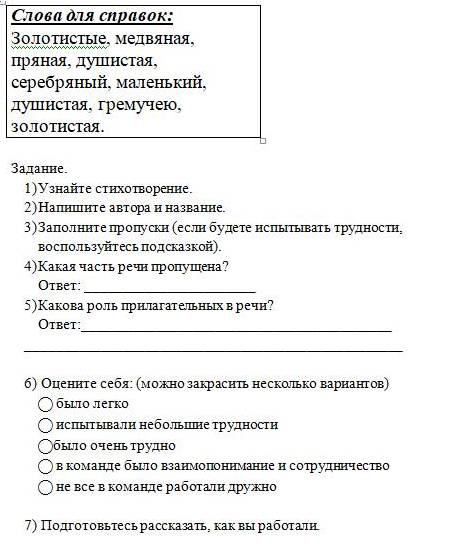 Слова для справок:
Золотистые, медвяная,
пряная, душистая,
серебряный, маленький,
душистая, гремучею,
золотистая.
Задание.
1)Узнайте стихотворение.
2)Напишите автора и название.
3)Заполните пропуски (если будете испытывать трудности,
воспользуйтесь подсказкой).
4)Какая часть речи пропущена?
Ответ: ____________________
5)Какова роль прилагательных в речи?
Ответ:____________________________________
____________________________________________
6) Оцените себя: (можно закрасить несколько вариантов)
было легко
испытывали небольшие трудности
было очень трудно
в команде было взаимопонимание и сотрудничество
не все в команде работали дружно
7) Подготовьтесь рассказать, как вы работали.